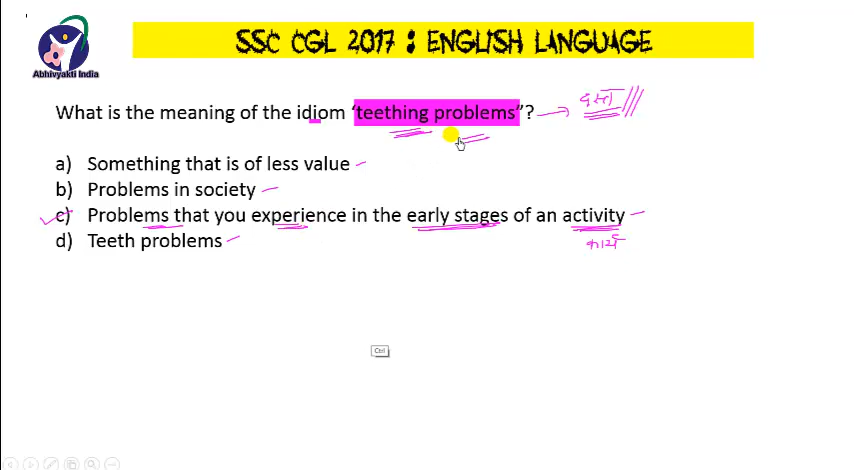 SSC CGL 2017 : ENGLISH LANGUAGE
Abhivyakti India
What is the meaning of the idiom ‘teething problems’’?
a) Something that is of less value
b) Problems in society
c) Problems that you experience in the early stages of an activity
d) Teeth problems
कार्य
Ctrl